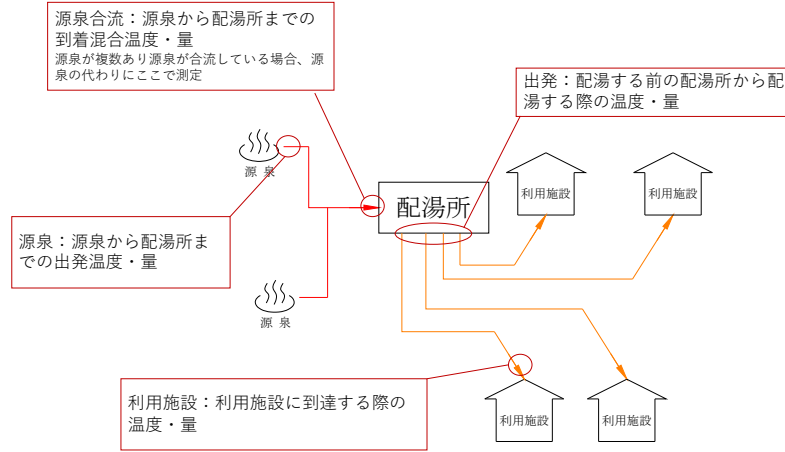 源泉合流：源泉から配湯所までの
到着混合温度・量
源泉が複数あり源泉が合流している場合、源
泉の代わりにここで測定
出発：配湯する前の配湯所から配
湯する際の温度・量
源 泉
配湯所
利用施設
利用施設
源泉：源泉から配湯所ま
での出発温度・量
源 泉
利用施設：利用施設に到達する際の
温度・量
利用施設
利用施設